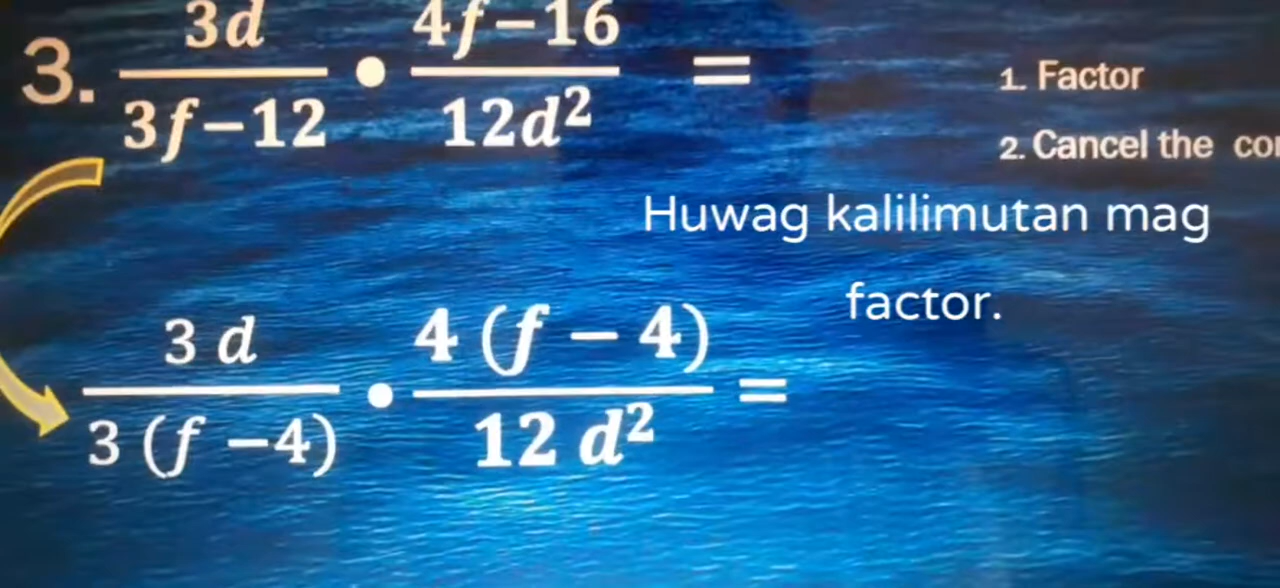 3. 3d / 3f−12 • 4f−16 / 12d² =
1. Factor
2. Cancel the
Huwag kalilimutan mag
factor.
3 d / 3 (f −4) • 4 (f − 4) / 12 d² =